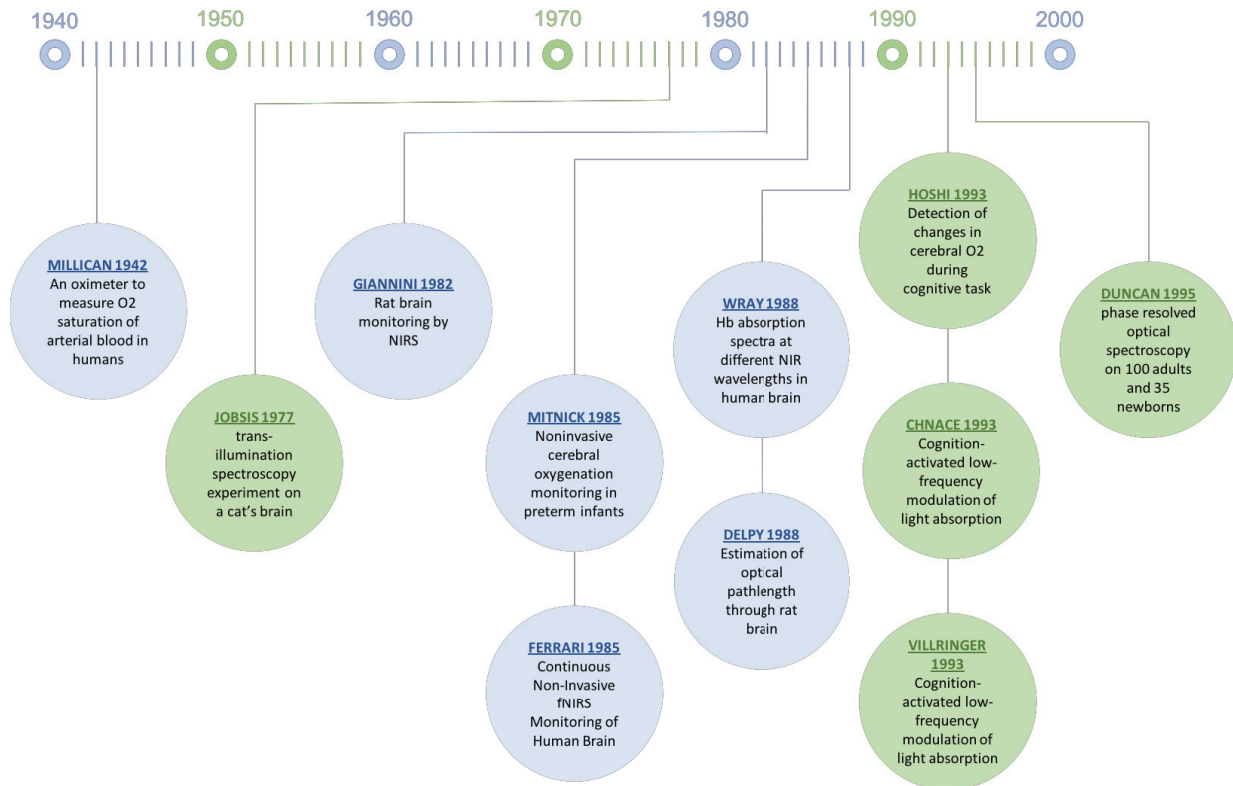 1940 1950 1960 1970 1980 1990 2000
MILLICAN 1942
An oximeter to
measure O2
saturation of
arterial blood in
humans
JOBSIS 1977
trans-
illumination
spectroscopy
experiment on
a cat's brain
GIANNINI 1982
Rat brain
monitoring by
NIRS
MITNICK 1985
Noninvasive
cerebral
oxygenation
monitoring in
preterm infants
FERRARI 1985
Continuous
Non-Invasive
fNIRS
Monitoring of
Human Brain
WRAY 1988
Hb absorption
spectra at
different NIR
wavelengths in
human brain
DELPY 1988
Estimation of
optical
pathlength
through rat
brain
HOSHI 1993
Detection of
changes in
cerebral O2
during
cognitive task
CHNACE 1993
Cognition-
activated low-
frequency
modulation of
light absorption
VILLRINGER
1993
Cognition-
activated low-
frequency
modulation of
light absorption
DUNCAN 1995
phase resolved
optical
spectroscopy
on 100 adults
and 35
newborns